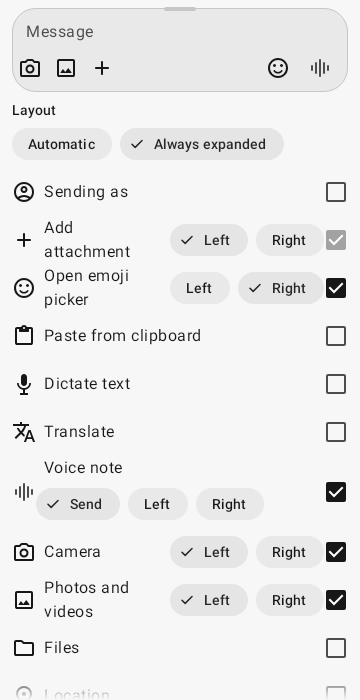 Message
Layout
Automatic
Always expanded
Sending as
Add
attachment
Left
Right
Open emoji
picker
Left
Right
Paste from clipboard
Dictate text
Translate
Voice note
Send
Left
Right
Camera
Left
Right
Photos and
videos
Left
Right
Files
Location